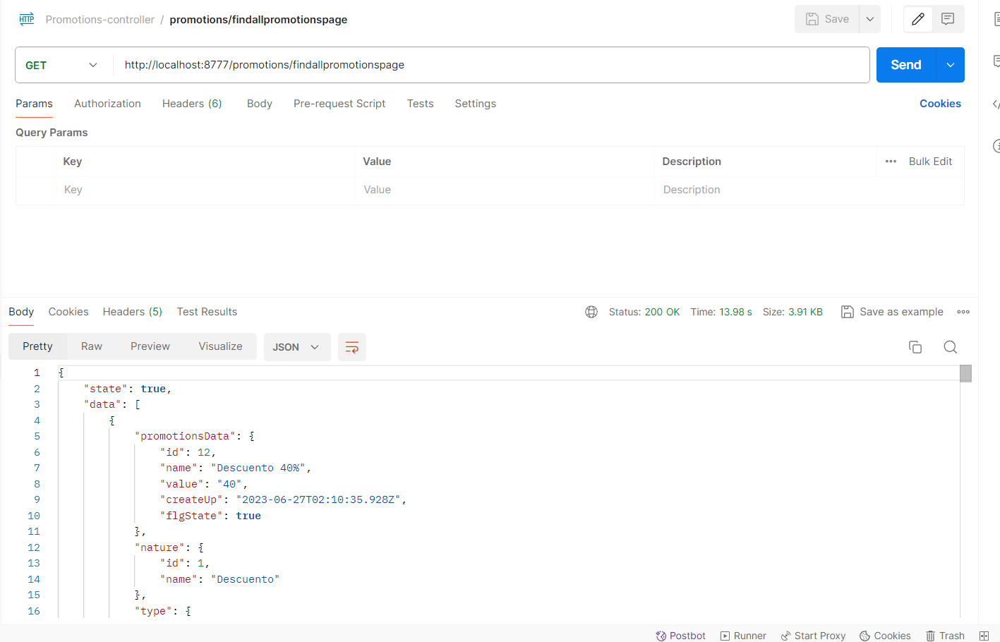 HTTP Promotions-controller / promotions/findallpromotionspage Save
GET http://localhost:8777/promotions/findallpromotionspage Send
Params Authorization Headers (6) Body Pre-request Script Tests Settings Cookies
Query Params
Key Value Description Bulk Edit
Key Value Description
Body Cookies Headers (5) Test Results Status: 200 OK Time: 13.98 s Size: 3.91 KB Save as example
Pretty Raw Preview Visualize JSON
1 {
2 "state": true,
3 "data": [
4 {
5 "promotionsData": {
6 "id": 12,
7 "name": "Descuento 40%",
8 "value": "40",
9 "createUp": "2023-06-27T02:10:35.928Z",
10 "flgState": true
11 },
12 "nature": {
13 "id": 1,
14 "name": "Descuento"
15 },
16 "type": {
Postbot Runner Start Proxy Cookies Trash